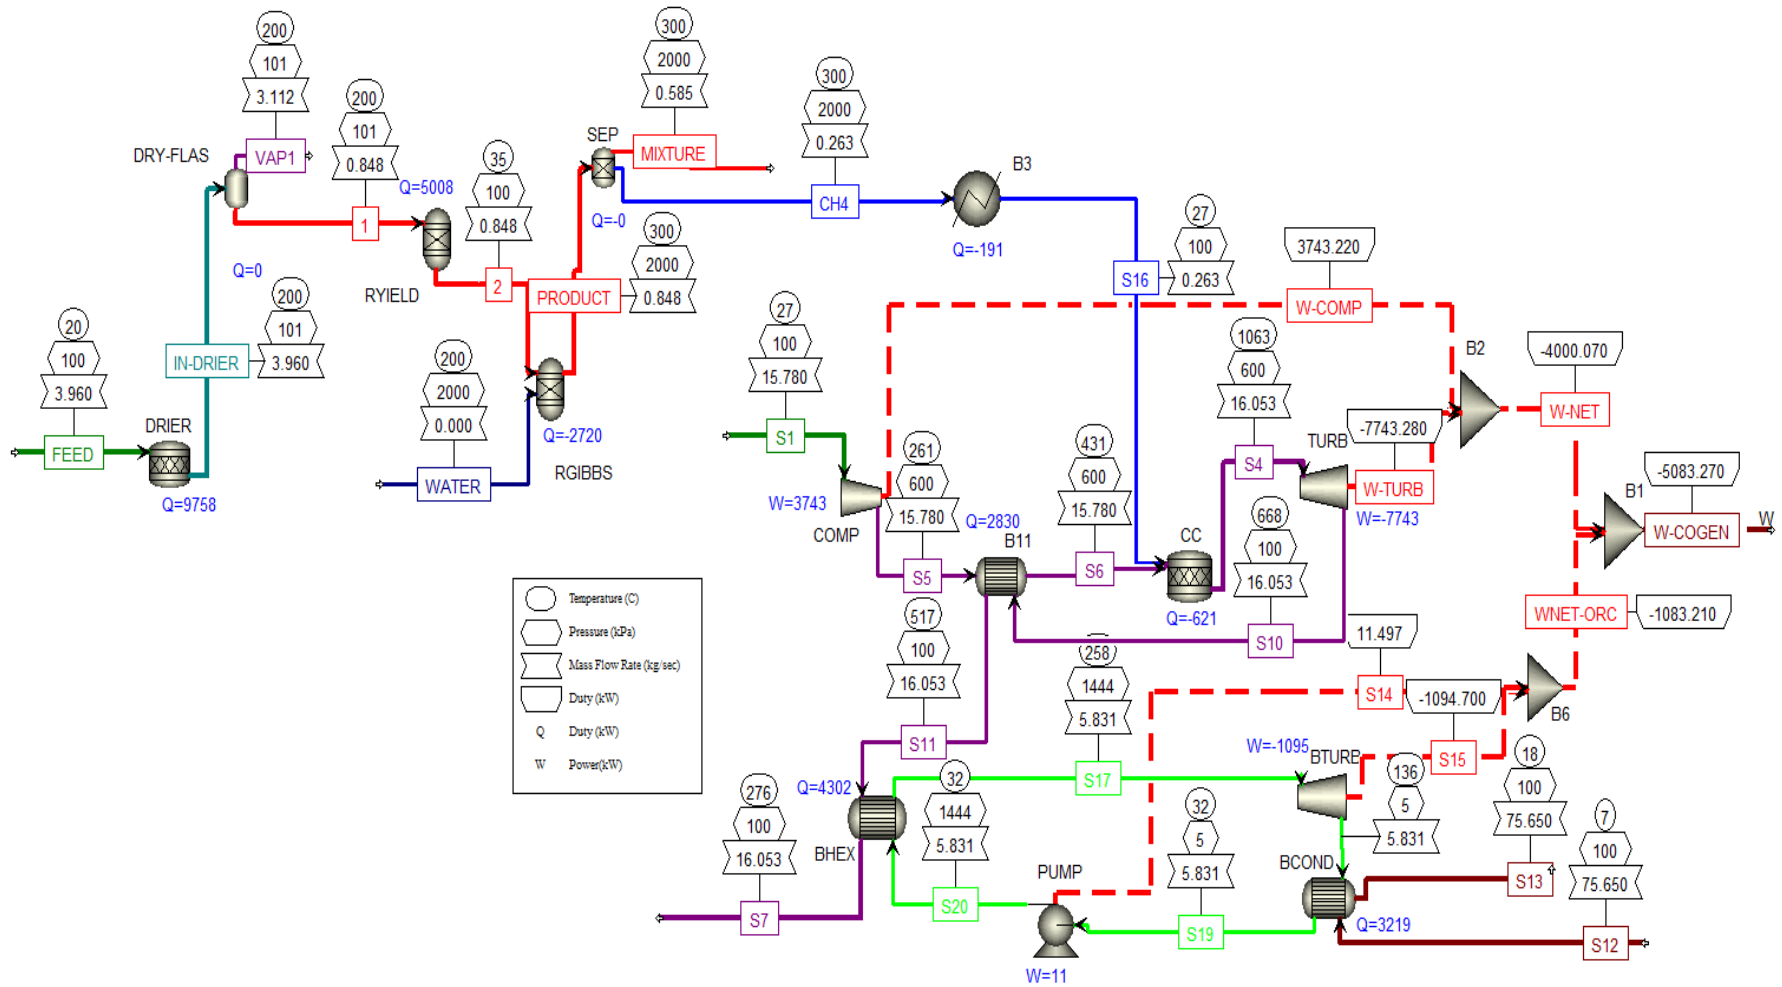 200
101
3.112
VAP1
DRY-FLAS
200
101
0.848
1
Q=5008
35
100
0.848
2
RYIELD
Q=0
200
101
3.960
IN-DRIER
20
100
3.960
FEED
DRIER
Q=9758
200
2000
0.000
WATER
RGIBBS
Q=-2720
PRODUCT
300
2000
0.848
SEP
Q=-0
300
2000
0.585
MIXTURE
300
2000
0.263
CH4
B3
Q=-191
27
100
0.263
S16
27
100
15.780
S1
W=3743
COMP
261
600
15.780
S5
Q=2830
B11
431
600
15.780
S6
CC
Q=-621
1063
600
16.053
S4
TURB
W=-7743
-7743.280
W-TURB
3743.220
W-COMP
B2
-4000.070
W-NET
-5083.270
B1
W-COGEN
W
WNET-ORC
-1083.210
668
100
16.053
S10
517
100
16.053
S11
11.497
S14
-1094.700
S15
B6
258
1444
5.831
S17
W=-1095
BTURB
136
5
5.831
18
100
75.650
S13
7
100
75.650
S12
BCOND
Q=3219
32
5
5.831
S19
PUMP
W=11
32
1444
5.831
S20
Q=4302
BHEX
276
100
16.053
S7
Temperature (C)
Pressure (kPa)
Mass Flow Rate (kg/sec)
Duty (kW)
Q Duty (kW)
W Power(kW)